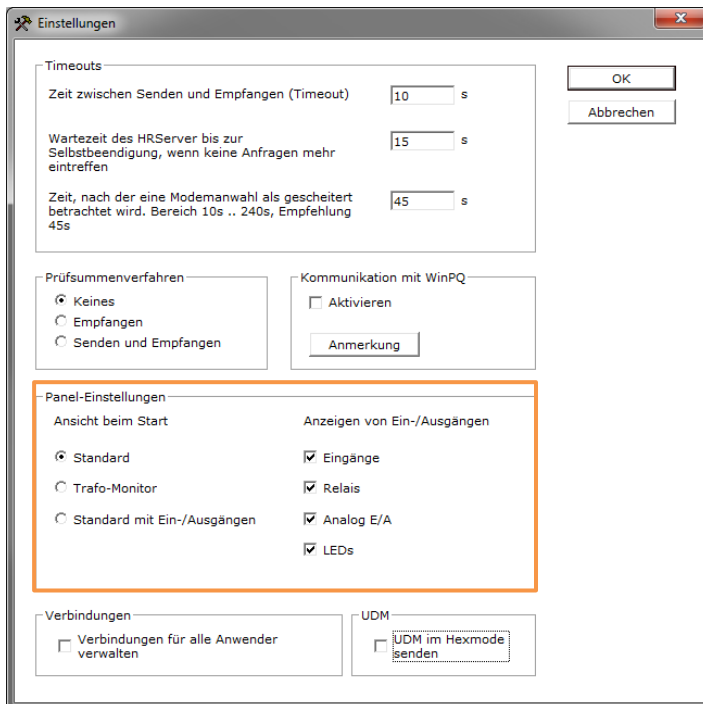 Einstellungen
Timeouts
Zeit zwischen Senden und Empfangen (Timeout)
10 s
Wartezeit des HRServer bis zur
Selbstbeendigung, wenn keine Anfragen mehr
eintreffen
15 s
Zeit, nach der eine Modemanwahl als gescheitert
betrachtet wird. Bereich 10s .. 240s, Empfehlung
45s
45 s
OK
Abbrechen
Prüfsummenverfahren
Keines
Empfangen
Senden und Empfangen
Kommunikation mit WinPQ
Aktivieren
Anmerkung
Panel-Einstellungen
Ansicht beim Start
Standard
Trafo-Monitor
Standard mit Ein-/Ausgängen
Anzeigen von Ein-/Ausgängen
Eingänge
Relais
Analog E/A
LEDs
Verbindungen
Verbindungen für alle Anwender
verwalten
UDM
UDM im Hexmode
senden